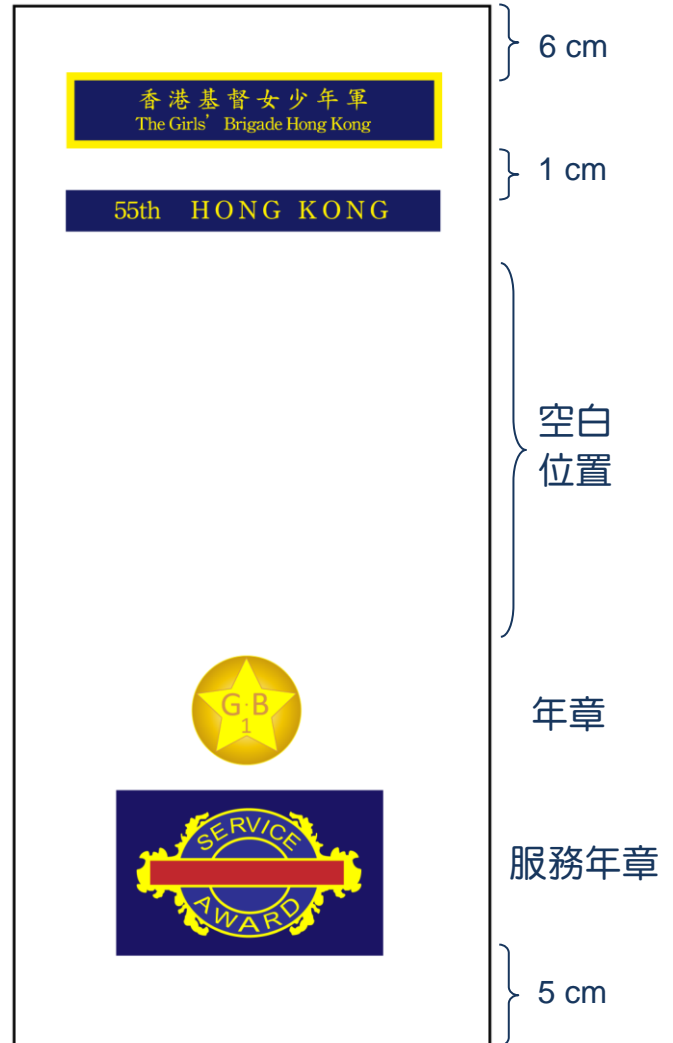 6 cm
香港基督女少年軍
The Girls’ Brigade Hong Kong
1 cm
55th HONG KONG
空白
位置
G·B
1
年章
SERVICE
AWARD
服務年章
5 cm